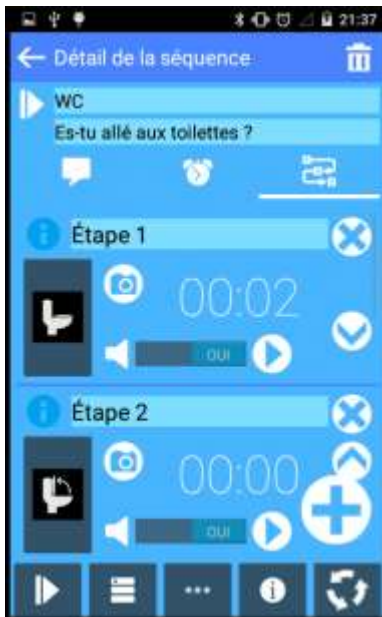 21:37
Détail de la séquence
WC
Es-tu allé aux toilettes ?
Étape 1
00:02
OUI
Étape 2
00:00
OUI